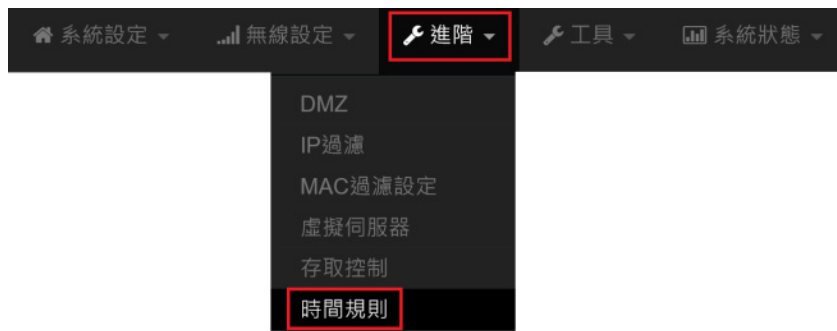 系統設定 無線設定 進階 工具 系統狀態
DMZ
IP過濾
MAC過濾設定
虛擬伺服器
存取控制
時間規則